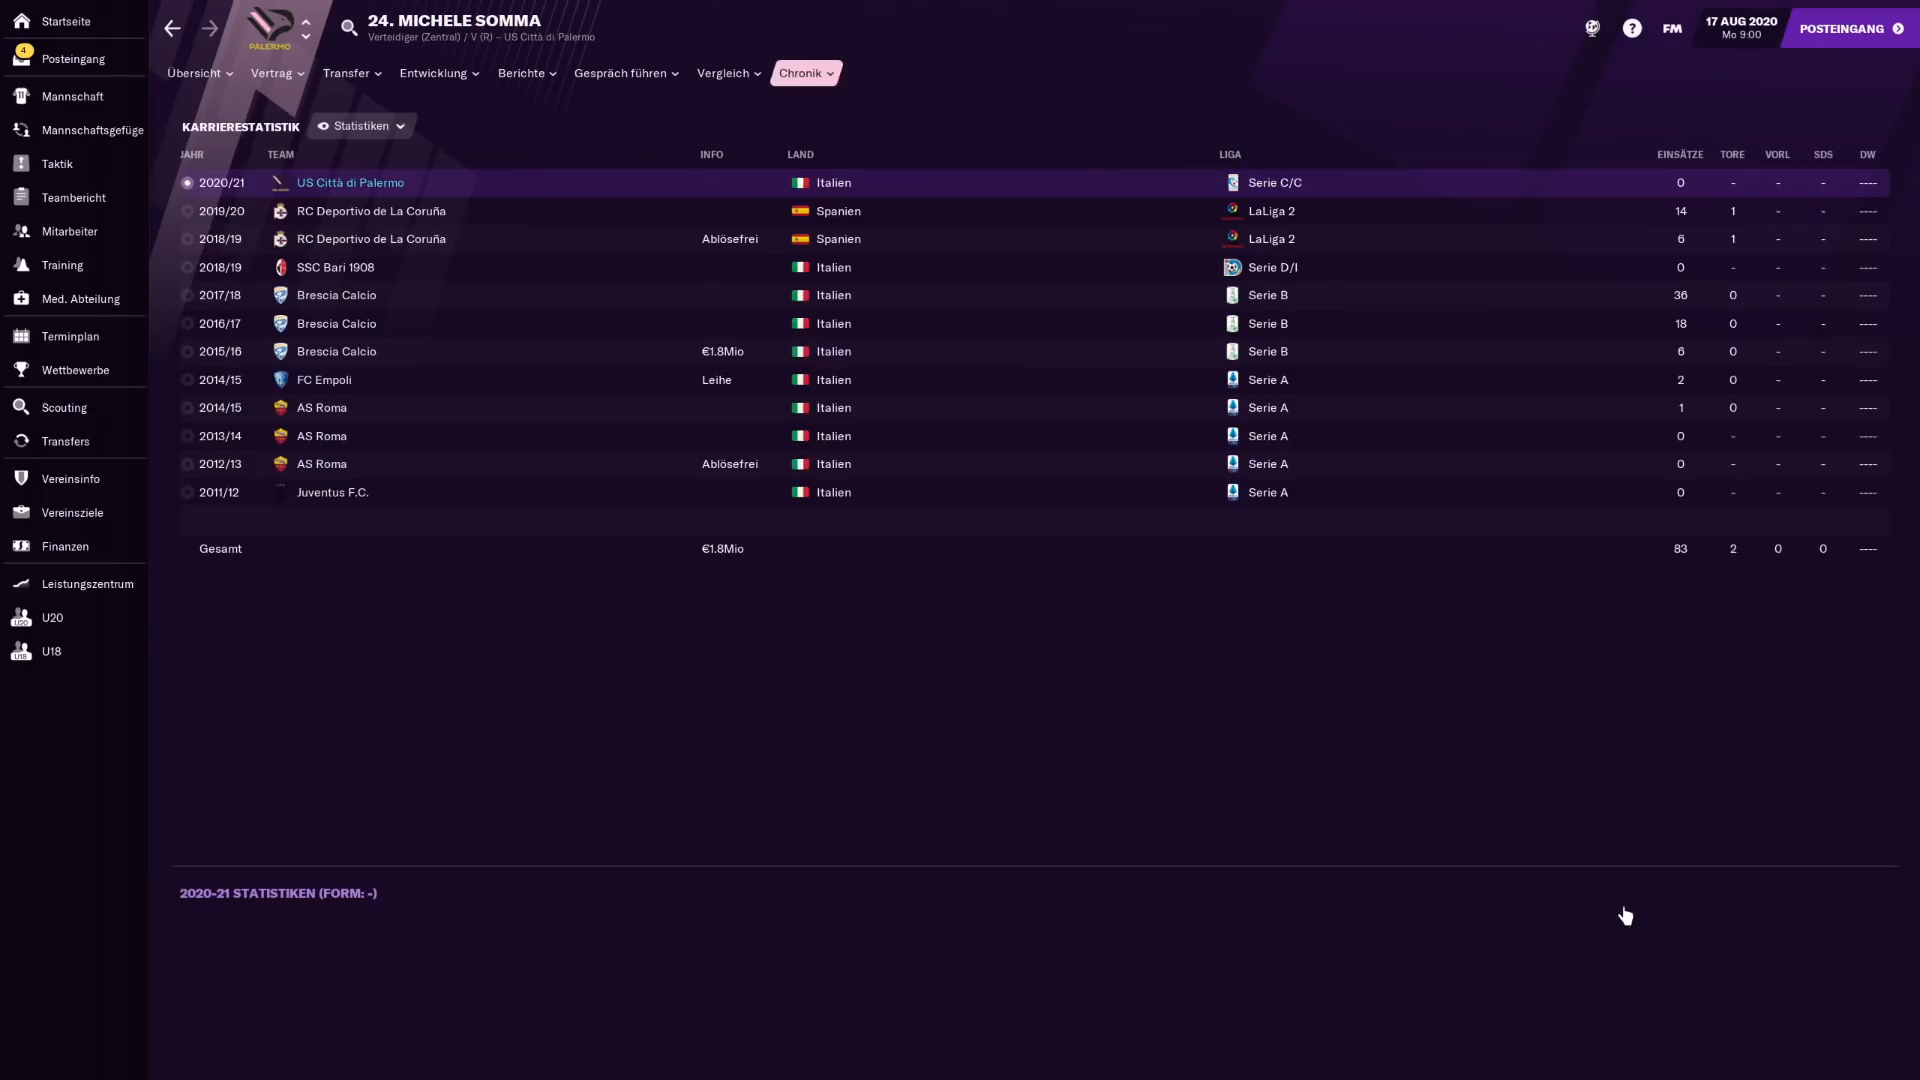 Startseite
4
Posteingang
Mannschaft
Mannschaftsgefüge
Taktik
Teambericht
Mitarbeiter
Training
Med. Abteilung
Terminplan
Wettbewerbe
Scouting
Transfers
Vereinsinfo
Vereinsziele
Finanzen
Leistungszentrum
U20 U20
U18 U18
PALERMO
24. MICHELE SOMMA
Verteidiger (Zentral) / V (R) – US Città di Palermo
? FM
17 AUG 2020
Mo 9:00
POSTEINGANG
Übersicht Vertrag Transfer Entwicklung Berichte Gespräch führen Vergleich Chronik
KARRIERESTATISTIK Statistiken
JAHR TEAM INFO LAND LIGA EINSÄTZE TORE VORL SDS DW
2020/21 US Città di Palermo Italien Serie C/C 0 - - - ----
2019/20 RC Deportivo de La Coruña Spanien LaLiga 2 14 1 - - ----
2018/19 RC Deportivo de La Coruña Ablösefrei Spanien LaLiga 2 6 1 - - ----
2018/19 SSC Bari 1908 Italien Serie D/I 0 - - - ----
2017/18 Brescia Calcio Italien Serie B 36 0 - - ----
2016/17 Brescia Calcio Italien Serie B 18 0 - - ----
2015/16 Brescia Calcio €1.8Mio Italien Serie B 6 0 - - ----
2014/15 FC Empoli Leihe Italien Serie A 2 0 - - ----
2014/15 AS Roma Italien Serie A 1 0 - - ----
2013/14 AS Roma Italien Serie A 0 - - - ----
2012/13 AS Roma Ablösefrei Italien Serie A 0 - - - ----
2011/12 Juventus F.C. Italien Serie A 0 - - - ----
Gesamt €1.8Mio 83 2 0 0 ----
2020-21 STATISTIKEN (FORM: -)